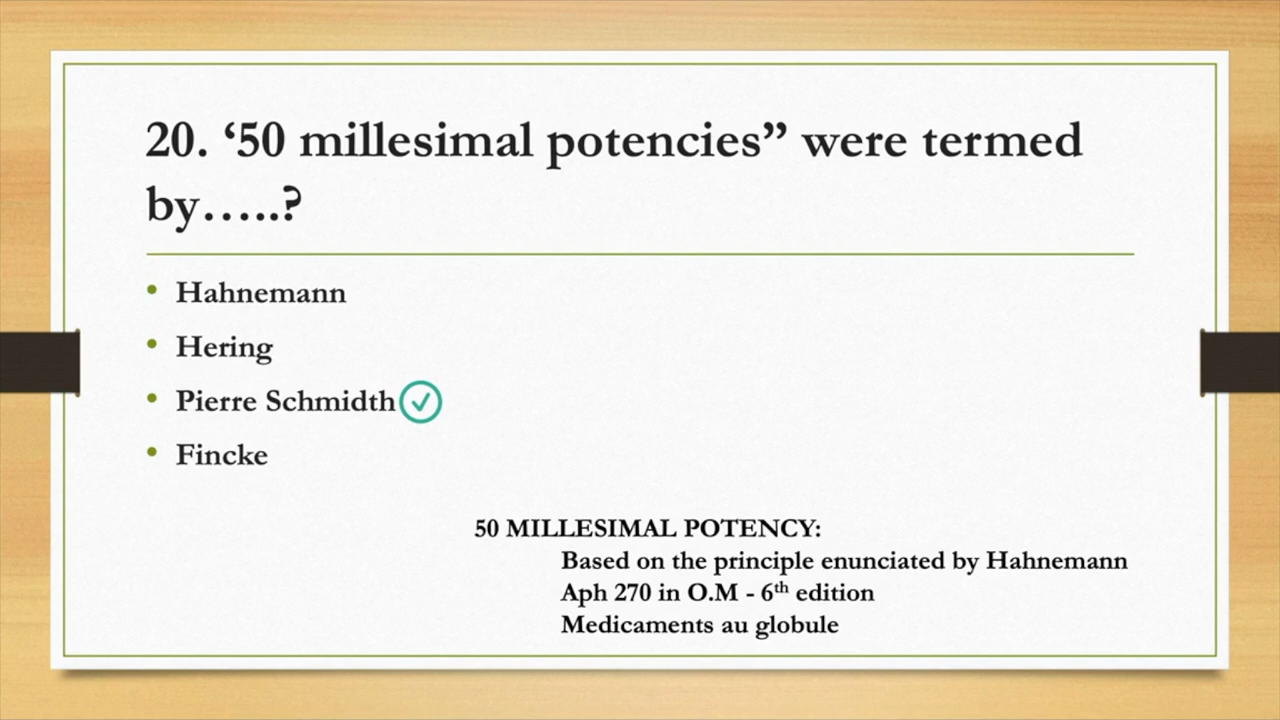 20. ‘50 millesimal potencies” were termed
by…..?
• Hahnemann
• Hering
• Pierre Schmidth
• Fincke
50 MILLESIMAL POTENCY:
Based on the principle enunciated by Hahnemann
Aph 270 in O.M - 6th edition
Medicaments au globule